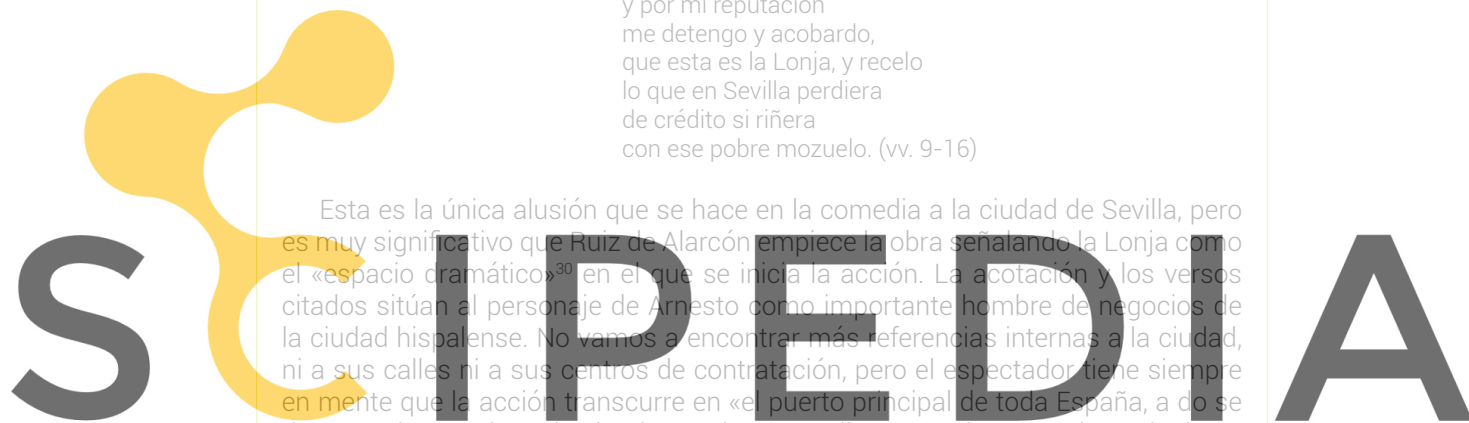 y por mi reputación
me detengo y acobardo,
que esta es la Lonja, y recelo
lo que en Sevilla perdiera
de crédito si riñera
con ese pobre mozuelo. (vv. 9-16)
Esta es la única alusión que se hace en la comedia a la ciudad de Sevilla, pero
es muy significativo que Ruiz de Alarcón empiece la obra señalando la Lonja como
el «espacio dramático»³⁰ en el que se inicia la acción. La acotación y los versos
citados sitúan al personaje de Arnesto como importante hombre de negocios de
la ciudad hispalense. No vamos a encontrar más referencias internas a la ciudad,
ni a sus calles ni a sus centros de contratación, pero el espectador tiene siempre
en mente que la acción transcurre en «el puerto principal de toda España, a do se
SCIPEDIA